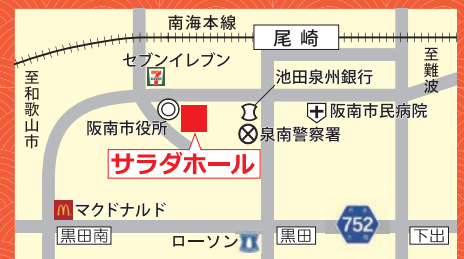 南海本線
尾崎
至難波
セブンイレブン
池田泉州銀行
至和歌山市
阪南市役所
阪南市民病院
泉南警察署
サラダホール
マクドナルド
752
黒田南
ローソン
黒田
下出